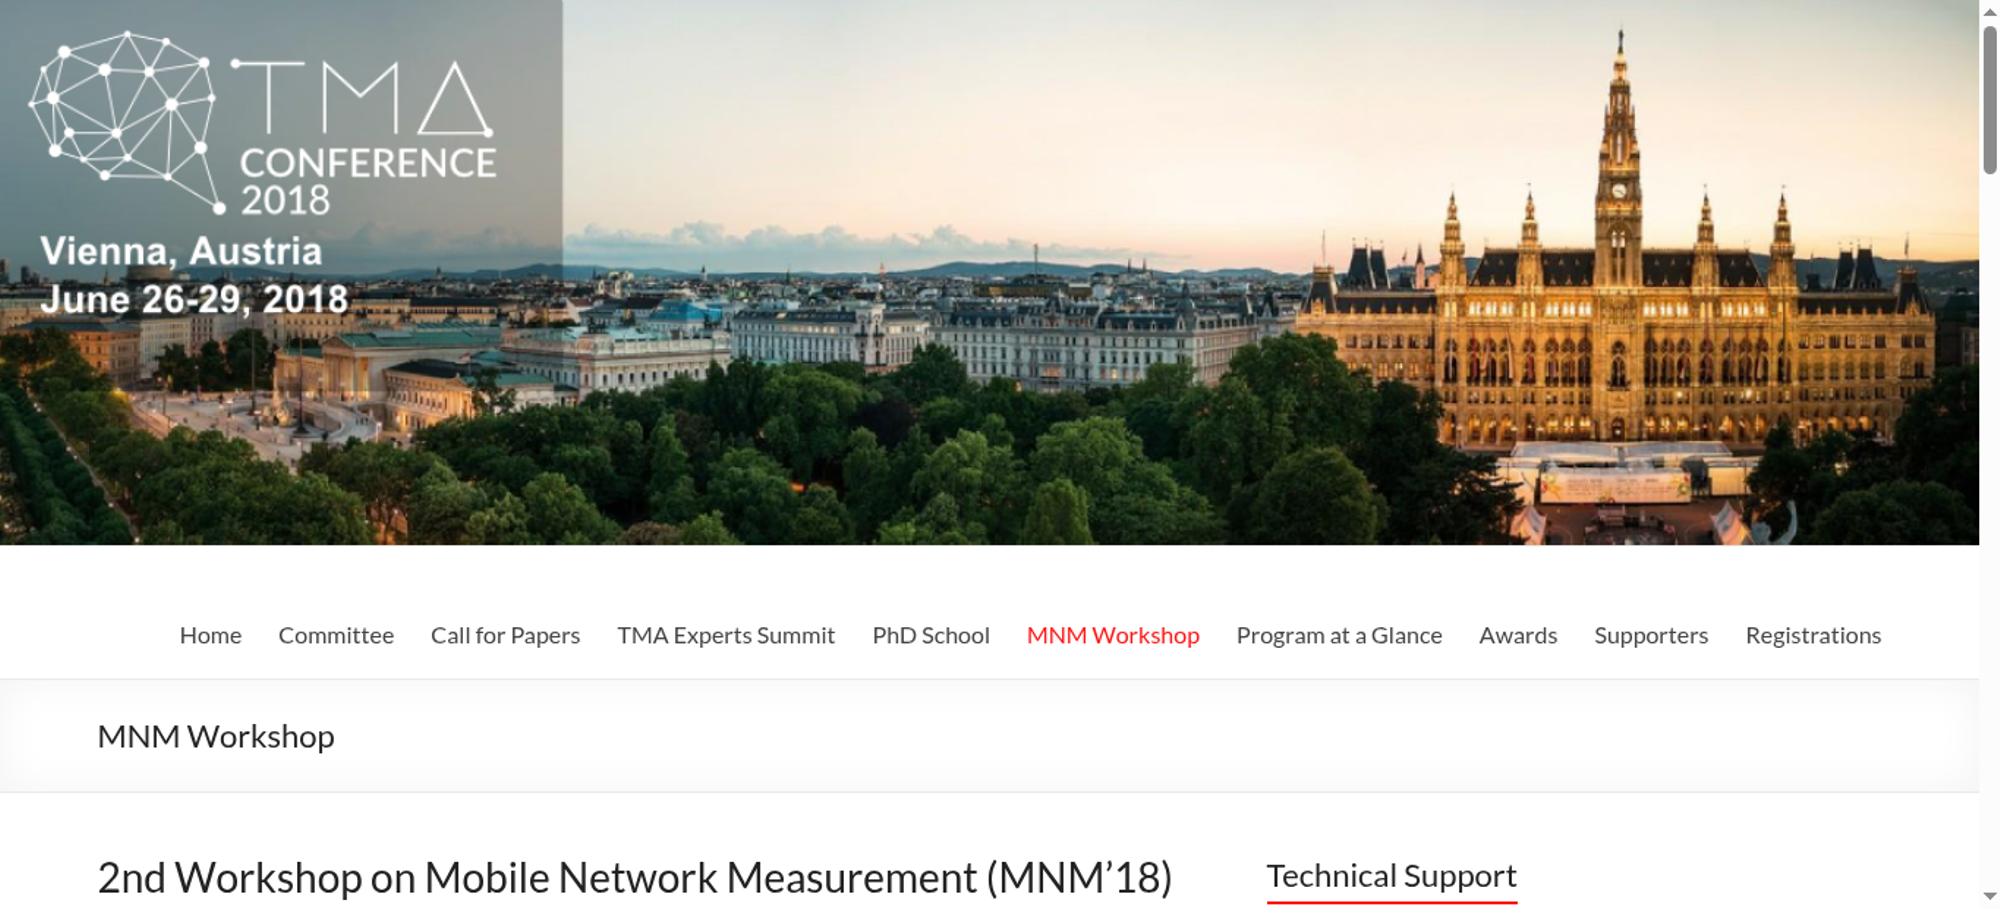 TMA
CONFERENCE
2018
Vienna, Austria
June 26-29, 2018
Home Committee Call for Papers TMA Experts Summit PhD School MNM Workshop Program at a Glance Awards Supporters Registrations
MNM Workshop
2nd Workshop on Mobile Network Measurement (MNM’18)
Technical Support